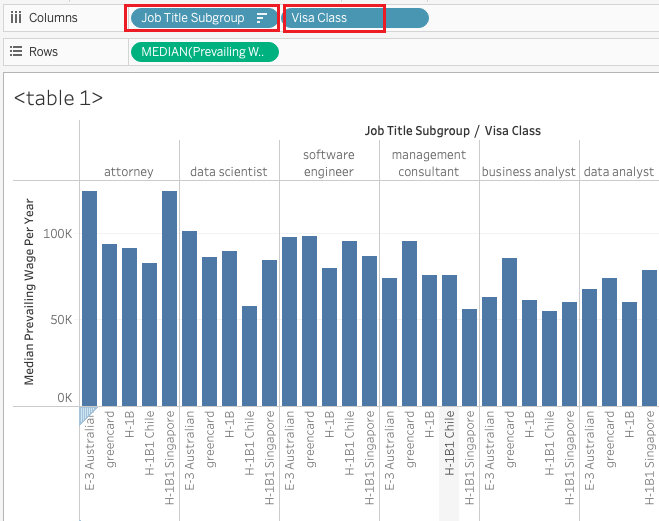 Columns
Job Title Subgroup
Visa Class
Rows
MEDIAN(Prevailing W..
<table 1>
Job Title Subgroup / Visa Class
attorney
data scientist
software
engineer
management
consultant
business analyst
data analyst
Median Prevailing Wage Per Year
100K
50K
0K
E-3 Australian
greencard
H-1B
H-1B1 Chile
H-1B1 Singapore
E-3 Australian
greencard
H-1B
H-1B1 Chile
H-1B1 Singapore
E-3 Australian
greencard
H-1B
H-1B1 Chile
H-1B1 Singapore
E-3 Australian
greencard
H-1B
H-1B1 Chile
H-1B1 Singapore
E-3 Australian
greencard
H-1B
H-1B1 Chile
H-1B1 Singapore
E-3 Australian
greencard
H-1B
H-1B1 Singapore